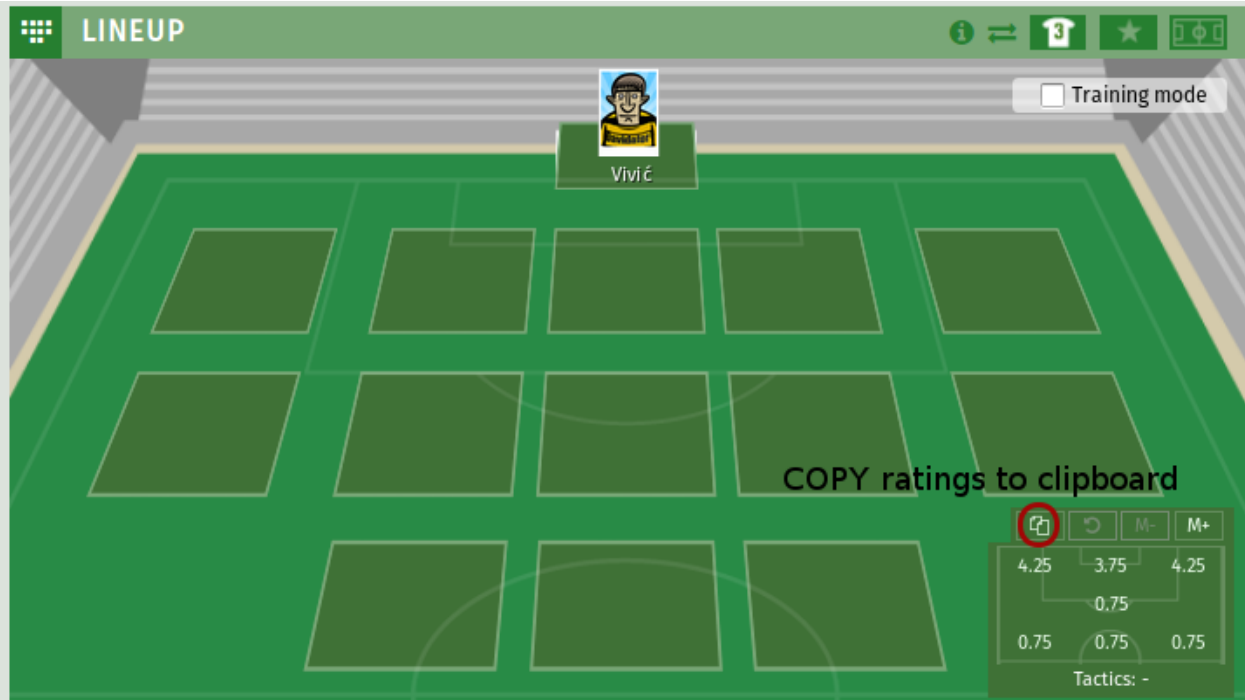 LINEUP
3
Training mode
Vivić
COPY ratings to clipboard
M- M+
4.25 3.75 4.25
0.75
0.75 0.75 0.75
Tactics: -